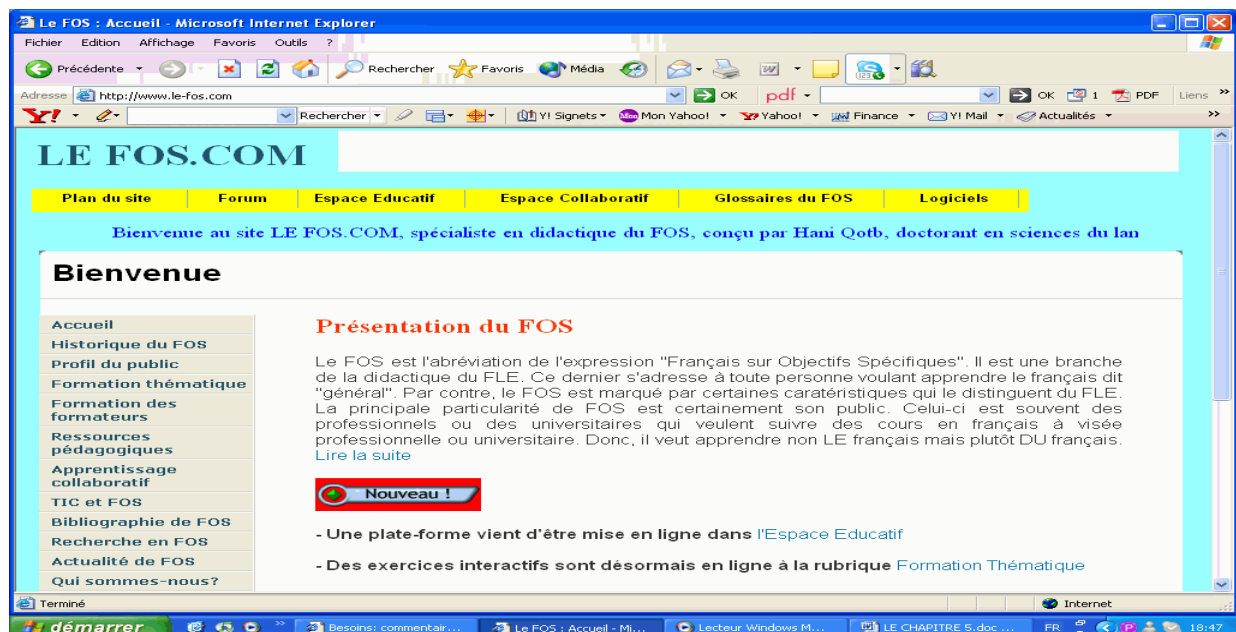 Le FOS : Accueil - Microsoft Internet Explorer
Fichier Edition Affichage Favoris Outils ?
Précédente Rechercher Favoris Média
Adresse http://www.le-fos.com OK pdf OK 1 PDF Liens »
Y! Rechercher Y! Signets Mon Yahoo! Yahoo! Finance Y! Mail Actualités »
LE FOS.COM
Plan du site Forum Espace Educatif Espace Collaboratif Glossaires du FOS Logiciels
Bienvenue au site LE FOS.COM, spécialiste en didactique du FOS, conçu par Hani Qotb, doctorant en sciences du lan
Bienvenue
Accueil
Historique du FOS
Profil du public
Formation thématique
Formation des
formateurs
Ressources
pédagogiques
Apprentissage
collaboratif
TIC et FOS
Bibliographie de FOS
Recherche en FOS
Actualité de FOS
Qui sommes-nous?
Présentation du FOS
Le FOS est l'abréviation de l'expression "Français sur Objectifs Spécifiques". Il est une branche
de la didactique du FLE. Ce dernier s'adresse à toute personne voulant apprendre le français dit
"général". Par contre, le FOS est marqué par certaines caratéristiques qui le distinguent du FLE.
La principale particularité de FOS est certainement son public. Celui-ci est souvent des
professionnels ou des universitaires qui veulent suivre des cours en français à visée
professionnelle ou universitaire. Donc, il veut apprendre non LE français mais plutôt DU français.
Lire la suite
Nouveau !
- Une plate-forme vient d'être mise en ligne dans l'Espace Educatif
- Des exercices interactifs sont désormais en ligne à la rubrique Formation Thématique
Terminé Internet
démarrer » Besoins: commentair... Le FOS : Accueil - Mi... Lecteur Windows M... LE CHAPITRE 5.doc ... FR 18:47